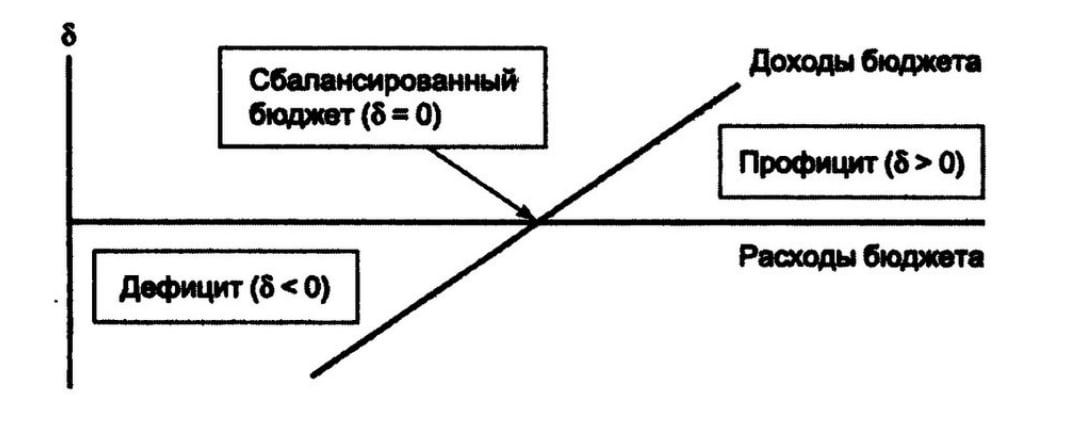 δ
Сбалансированный
бюджет (δ = 0)
Доходы бюджета
Профицит (δ > 0)
Расходы бюджета
Дефицит (δ < 0)